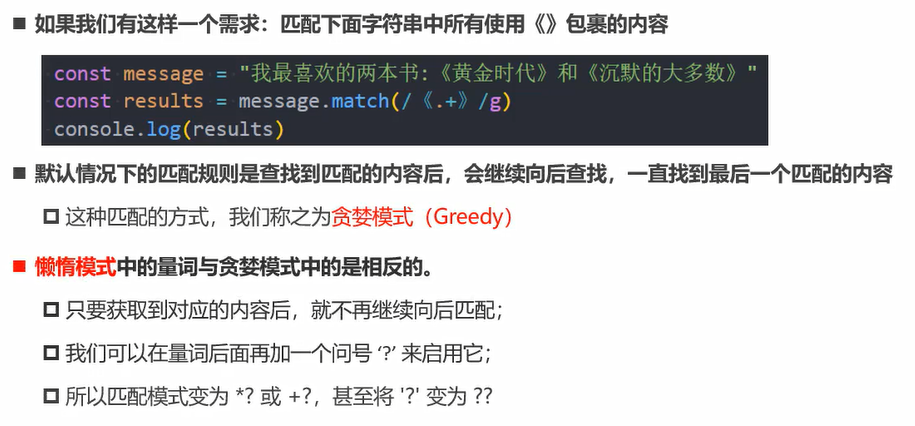 如果我们有这样一个需求：匹配下面字符串中所有使用《》包裹的内容
const message = "我最喜欢的两本书:《黄金时代》和《沉默的大多数》"
const results = message.match(/《.+》/g)
console.log(results)
默认情况下的匹配规则是查找到匹配的内容后，会继续向后查找，一直找到最后一个匹配的内容
这种匹配的方式，我们称之为贪婪模式（Greedy）
懒惰模式中的量词与贪婪模式中的是相反的。
只要获取到对应的内容后，就不再继续向后匹配；
我们可以在量词后面再加一个问号 ‘?’ 来启用它；
所以匹配模式变为 *? 或 +?，甚至将 '?' 变为 ??